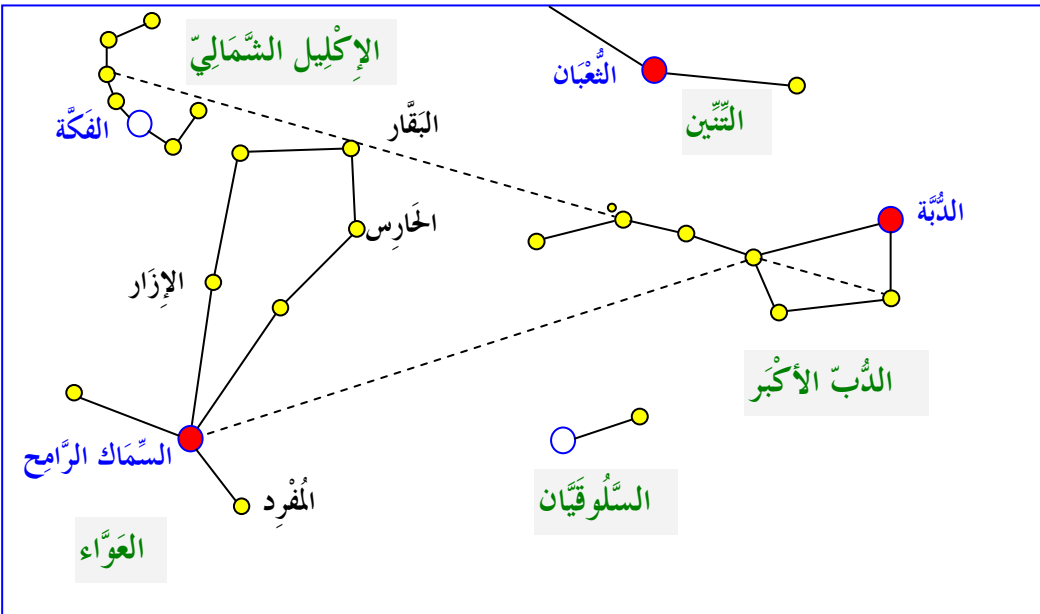 الإِكْلِيل الشَّمَالِيّ
الثُّعْبَان
التِّنِّين
الفَكَّة
البَقَّار
الحَارِس
الدُّبَّة
الإِزَار
الدُّبّ الأكْبَر
السِّمَاك الرَّامِح
المُفْرِد
السَّلُوقَيَّان
العَوَّاء